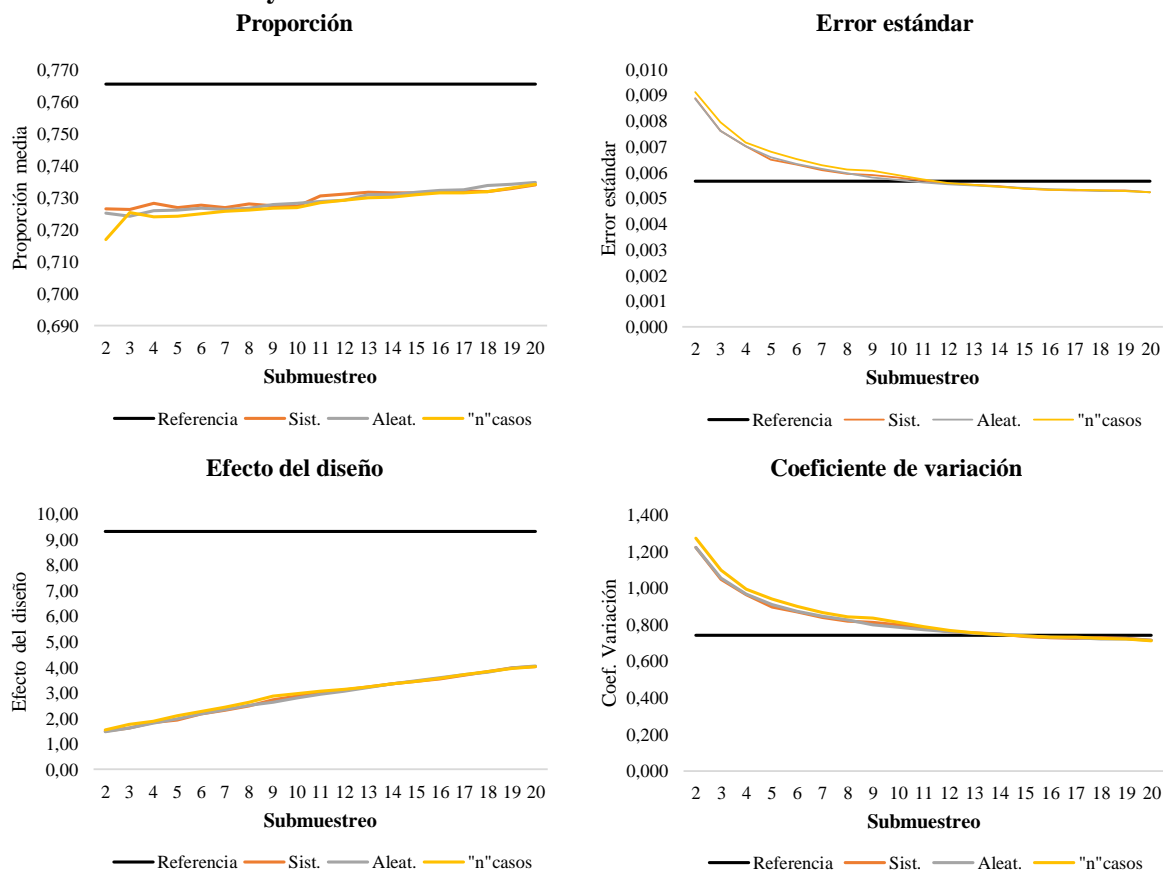 y
Proporción
0,770
0,760
0,750
0,740
0,730
0,720
0,710
0,700
0,690
Proporción media
2 3 4 5 6 7 8 9 10 11 12 13 14 15 16 17 18 19 20
Submuestreo
Referencia Sist. Aleat. "n"casos
Error estándar
0,010
0,009
0,008
0,007
0,006
0,005
0,004
0,003
0,002
0,001
0,000
Error estándar
2 3 4 5 6 7 8 9 10 11 12 13 14 15 16 17 18 19 20
Submuestreo
Referencia Sist. Aleat. "n"casos
Efecto del diseño
10,00
9,00
8,00
7,00
6,00
5,00
4,00
3,00
2,00
1,00
0,00
Efecto del diseño
2 3 4 5 6 7 8 9 10 11 12 13 14 15 16 17 18 19 20
Submuestreo
Referencia Sist. Aleat. "n"casos
Coeficiente de variación
1,400
1,200
1,000
0,800
0,600
0,400
0,200
0,000
Coef. Variación
2 3 4 5 6 7 8 9 10 11 12 13 14 15 16 17 18 19 20
Submuestreo
Referencia Sist. Aleat. "n"casos